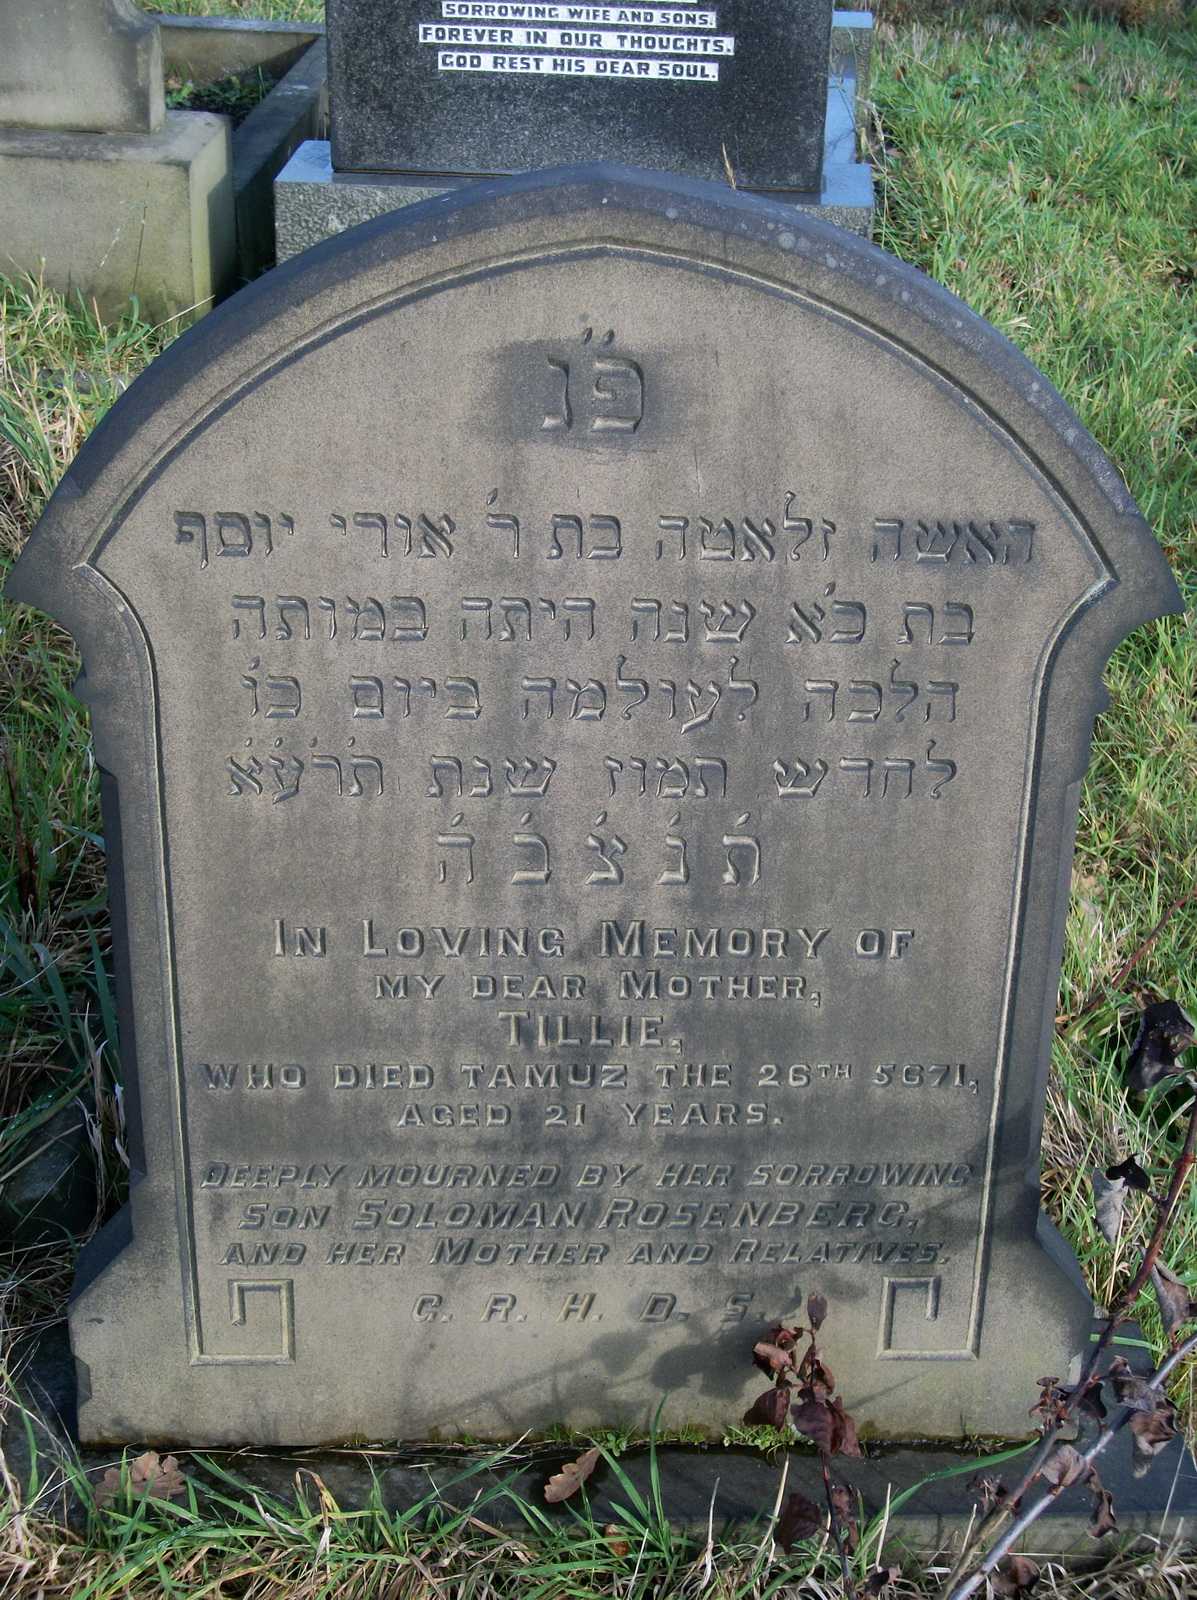 SORROWING WIFE AND SONS.
FOREVER IN OUR THOUGHTS.
GOD REST HIS DEAR SOUL.
פ״נ
האשה זלאטה בת ר׳ אורי יוסף
בת כ׳א שנה היתה במותה
הלכה לעולמה ביום כ׳ו׳
לחדש תמוז שנת ת׳ר׳ע׳א׳
ת׳ נ׳ צ׳ ב׳ ה׳
IN LOVING MEMORY OF
MY DEAR MOTHER,
TILLIE,
WHO DIED TAMUZ THE 26TH 5671,
AGED 21 YEARS.
DEEPLY MOURNED BY HER SORROWING
SON SOLOMAN ROSENBERG,
AND HER MOTHER AND RELATIVES.
G. R. H. D. S.